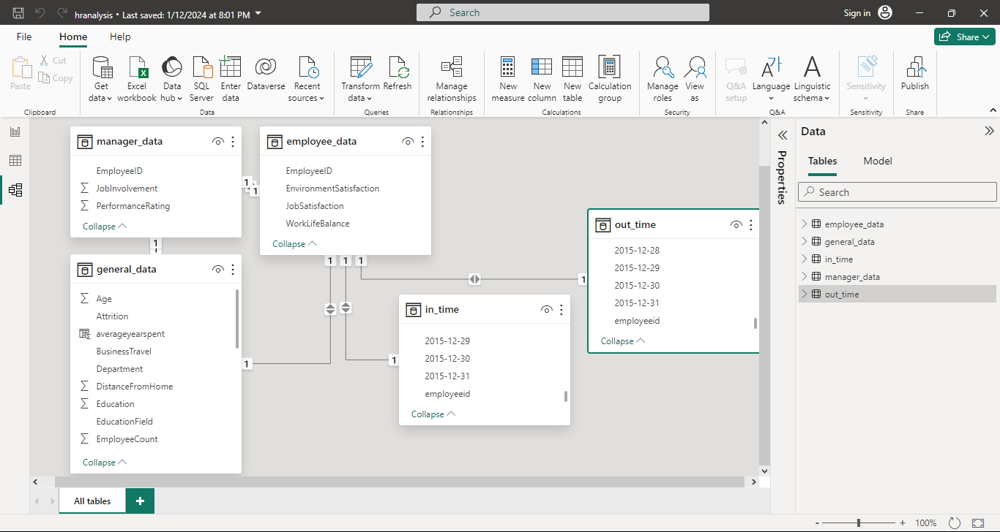 hranalysis • Last saved: 1/12/2024 at 8:01 PM
Search
Sign in
File
Home
Help
Share
Paste
Cut
Copy
Get data
Excel workbook
Data hub
SQL Server
Enter data
Dataverse
Recent sources
Transform data
Refresh
Manage relationships
New measure
New column
New table
Calculation group
Manage roles
View as
Q&A setup
Language
Linguistic schema
Sensitivity
Publish
Clipboard
Data
Queries
Relationships
Calculations
Security
Q&A
Sensitivity
Share
manager_data
EmployeeID
JobInvolvement
PerformanceRating
Collapse
employee_data
EmployeeID
EnvironmentSatisfaction
JobSatisfaction
WorkLifeBalance
Collapse
1
1
1
1
general_data
Age
Attrition
averageyearspent
BusinessTravel
Department
DistanceFromHome
Education
EducationField
EmployeeCount
Collapse
1
1
1
1
1
1
in_time
2015-12-29
2015-12-30
2015-12-31
employeeid
Collapse
out_time
2015-12-28
2015-12-29
2015-12-30
2015-12-31
employeeid
Collapse
Properties
Data
Tables
Model
Search
employee_data
general_data
in_time
manager_data
out_time
All tables
- + 100%